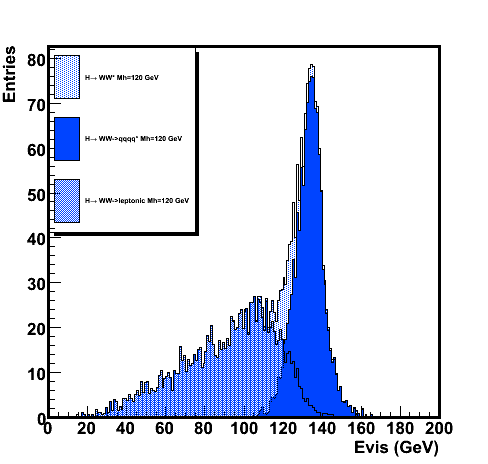 Entries
80
70
60
50
40
30
20
10
0
H→ WW* Mh=120 GeV
H→ WW->qqqq* Mh=120 GeV
H→ WW->leptonic Mh=120 GeV
0 20 40 60 80 100 120 140 160 180 200
Evis (GeV)